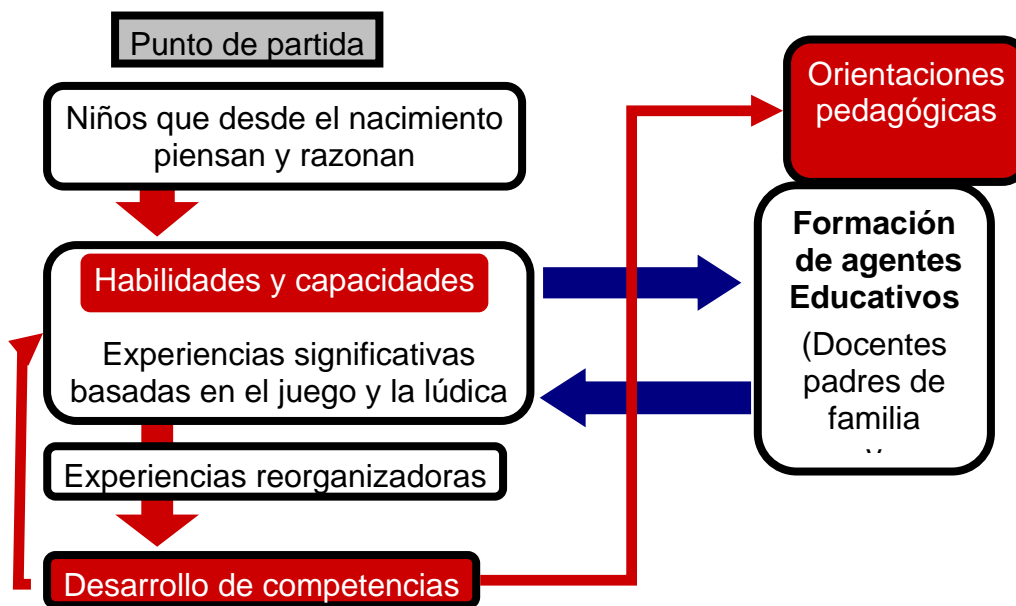 Punto de partida
Niños que desde el nacimiento
piensan y razonan
Habilidades y capacidades
Experiencias significativas
basadas en el juego y la lúdica
Experiencias reorganizadoras
Desarrollo de competencias
Orientaciones
pedagógicas
Formación
de agentes
Educativos
(Docentes
padres de
familia